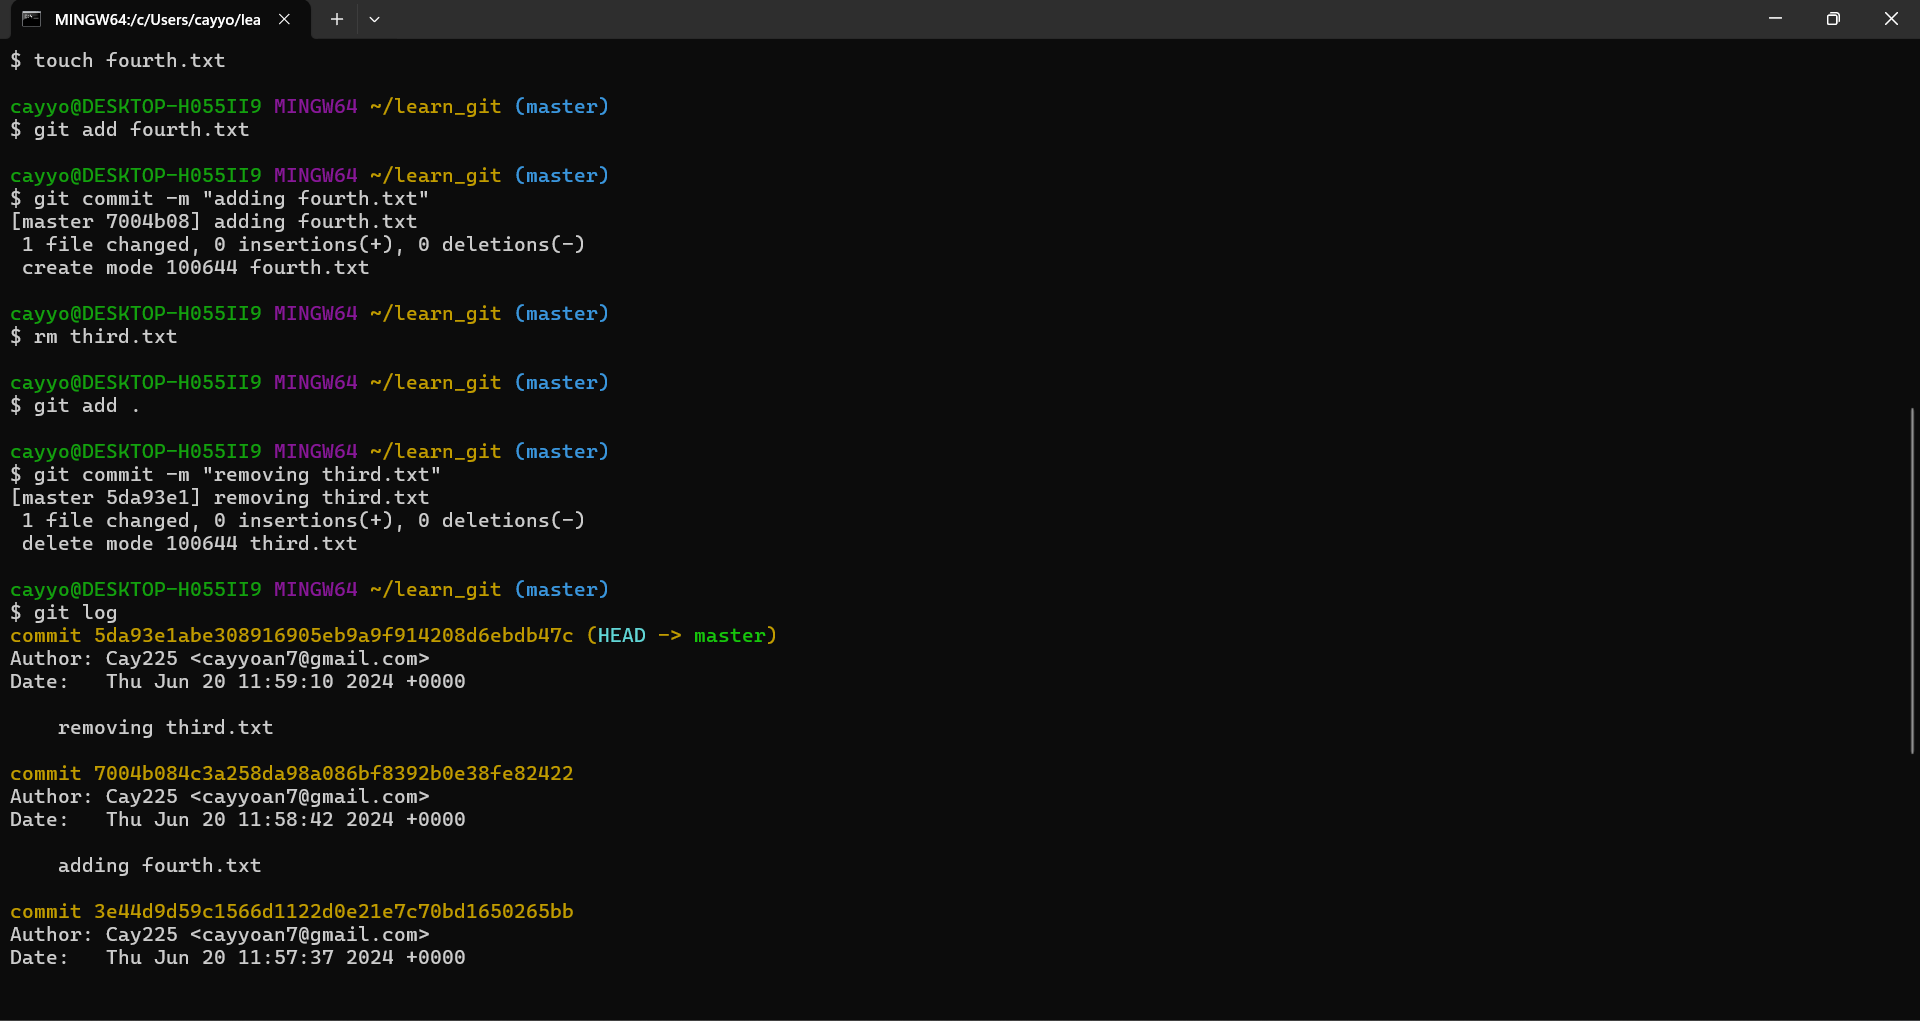 MINGW64:/c/Users/cayyo/lea
$ touch fourth.txt
cayyo@DESKTOP-H055II9 MINGW64 ~/learn_git (master)
$ git add fourth.txt
cayyo@DESKTOP-H055II9 MINGW64 ~/learn_git (master)
$ git commit -m "adding fourth.txt"
[master 7004b08] adding fourth.txt
 1 file changed, 0 insertions(+), 0 deletions(-)
 create mode 100644 fourth.txt
cayyo@DESKTOP-H055II9 MINGW64 ~/learn_git (master)
$ rm third.txt
cayyo@DESKTOP-H055II9 MINGW64 ~/learn_git (master)
$ git add .
cayyo@DESKTOP-H055II9 MINGW64 ~/learn_git (master)
$ git commit -m "removing third.txt"
[master 5da93e1] removing third.txt
 1 file changed, 0 insertions(+), 0 deletions(-)
 delete mode 100644 third.txt
cayyo@DESKTOP-H055II9 MINGW64 ~/learn_git (master)
$ git log
commit 5da93e1abe308916905eb9a9f914208d6ebdb47c (HEAD -> master)
Author: Cay225 <cayyoan7@gmail.com>
Date:   Thu Jun 20 11:59:10 2024 +0000
    removing third.txt
commit 7004b084c3a258da98a086bf8392b0e38fe82422
Author: Cay225 <cayyoan7@gmail.com>
Date:   Thu Jun 20 11:58:42 2024 +0000
    adding fourth.txt
commit 3e44d9d59c1566d1122d0e21e7c70bd1650265bb
Author: Cay225 <cayyoan7@gmail.com>
Date:   Thu Jun 20 11:57:37 2024 +0000